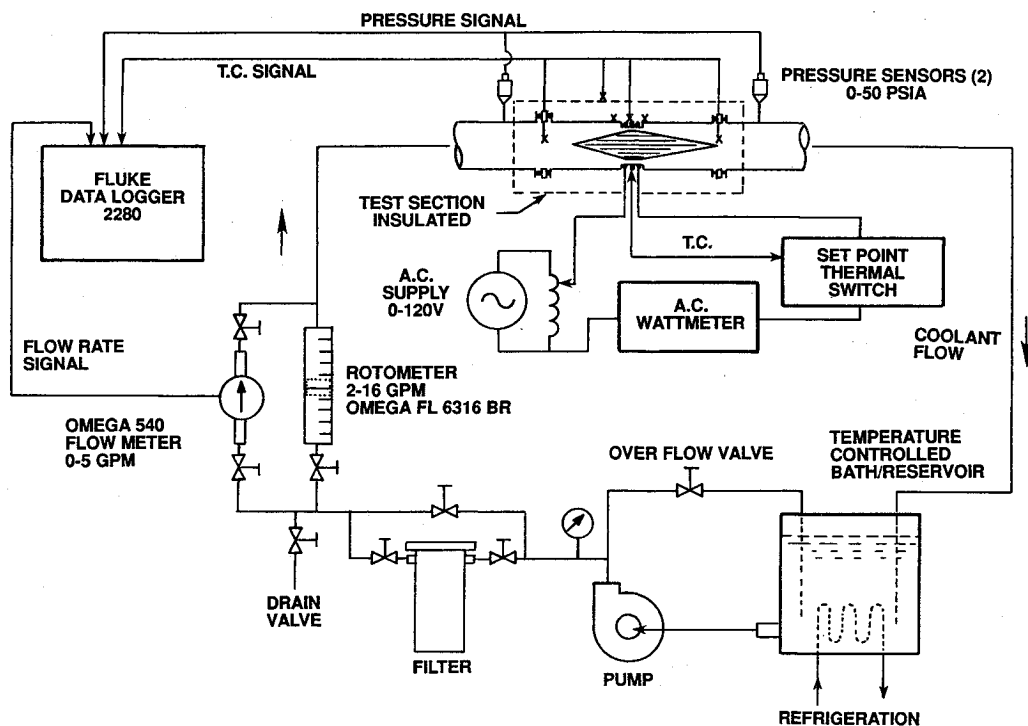 PRESSURE SIGNAL
T.C. SIGNAL
PRESSURE SENSORS (2)
0-50 PSIA
FLUKE
DATA LOGGER
2280
TEST SECTION
INSULATED
T.C.
SET POINT
THERMAL
SWITCH
A.C.
SUPPLY
0-120V
A.C.
WATTMETER
COOLANT
FLOW
FLOW RATE
SIGNAL
ROTOMETER
2-16 GPM
OMEGA FL 6316 BR
OMEGA 540
FLOW METER
0-5 GPM
OVER FLOW VALVE
TEMPERATURE
CONTROLLED
BATH/RESERVOIR
DRAIN
VALVE
FILTER
PUMP
REFRIGERATION